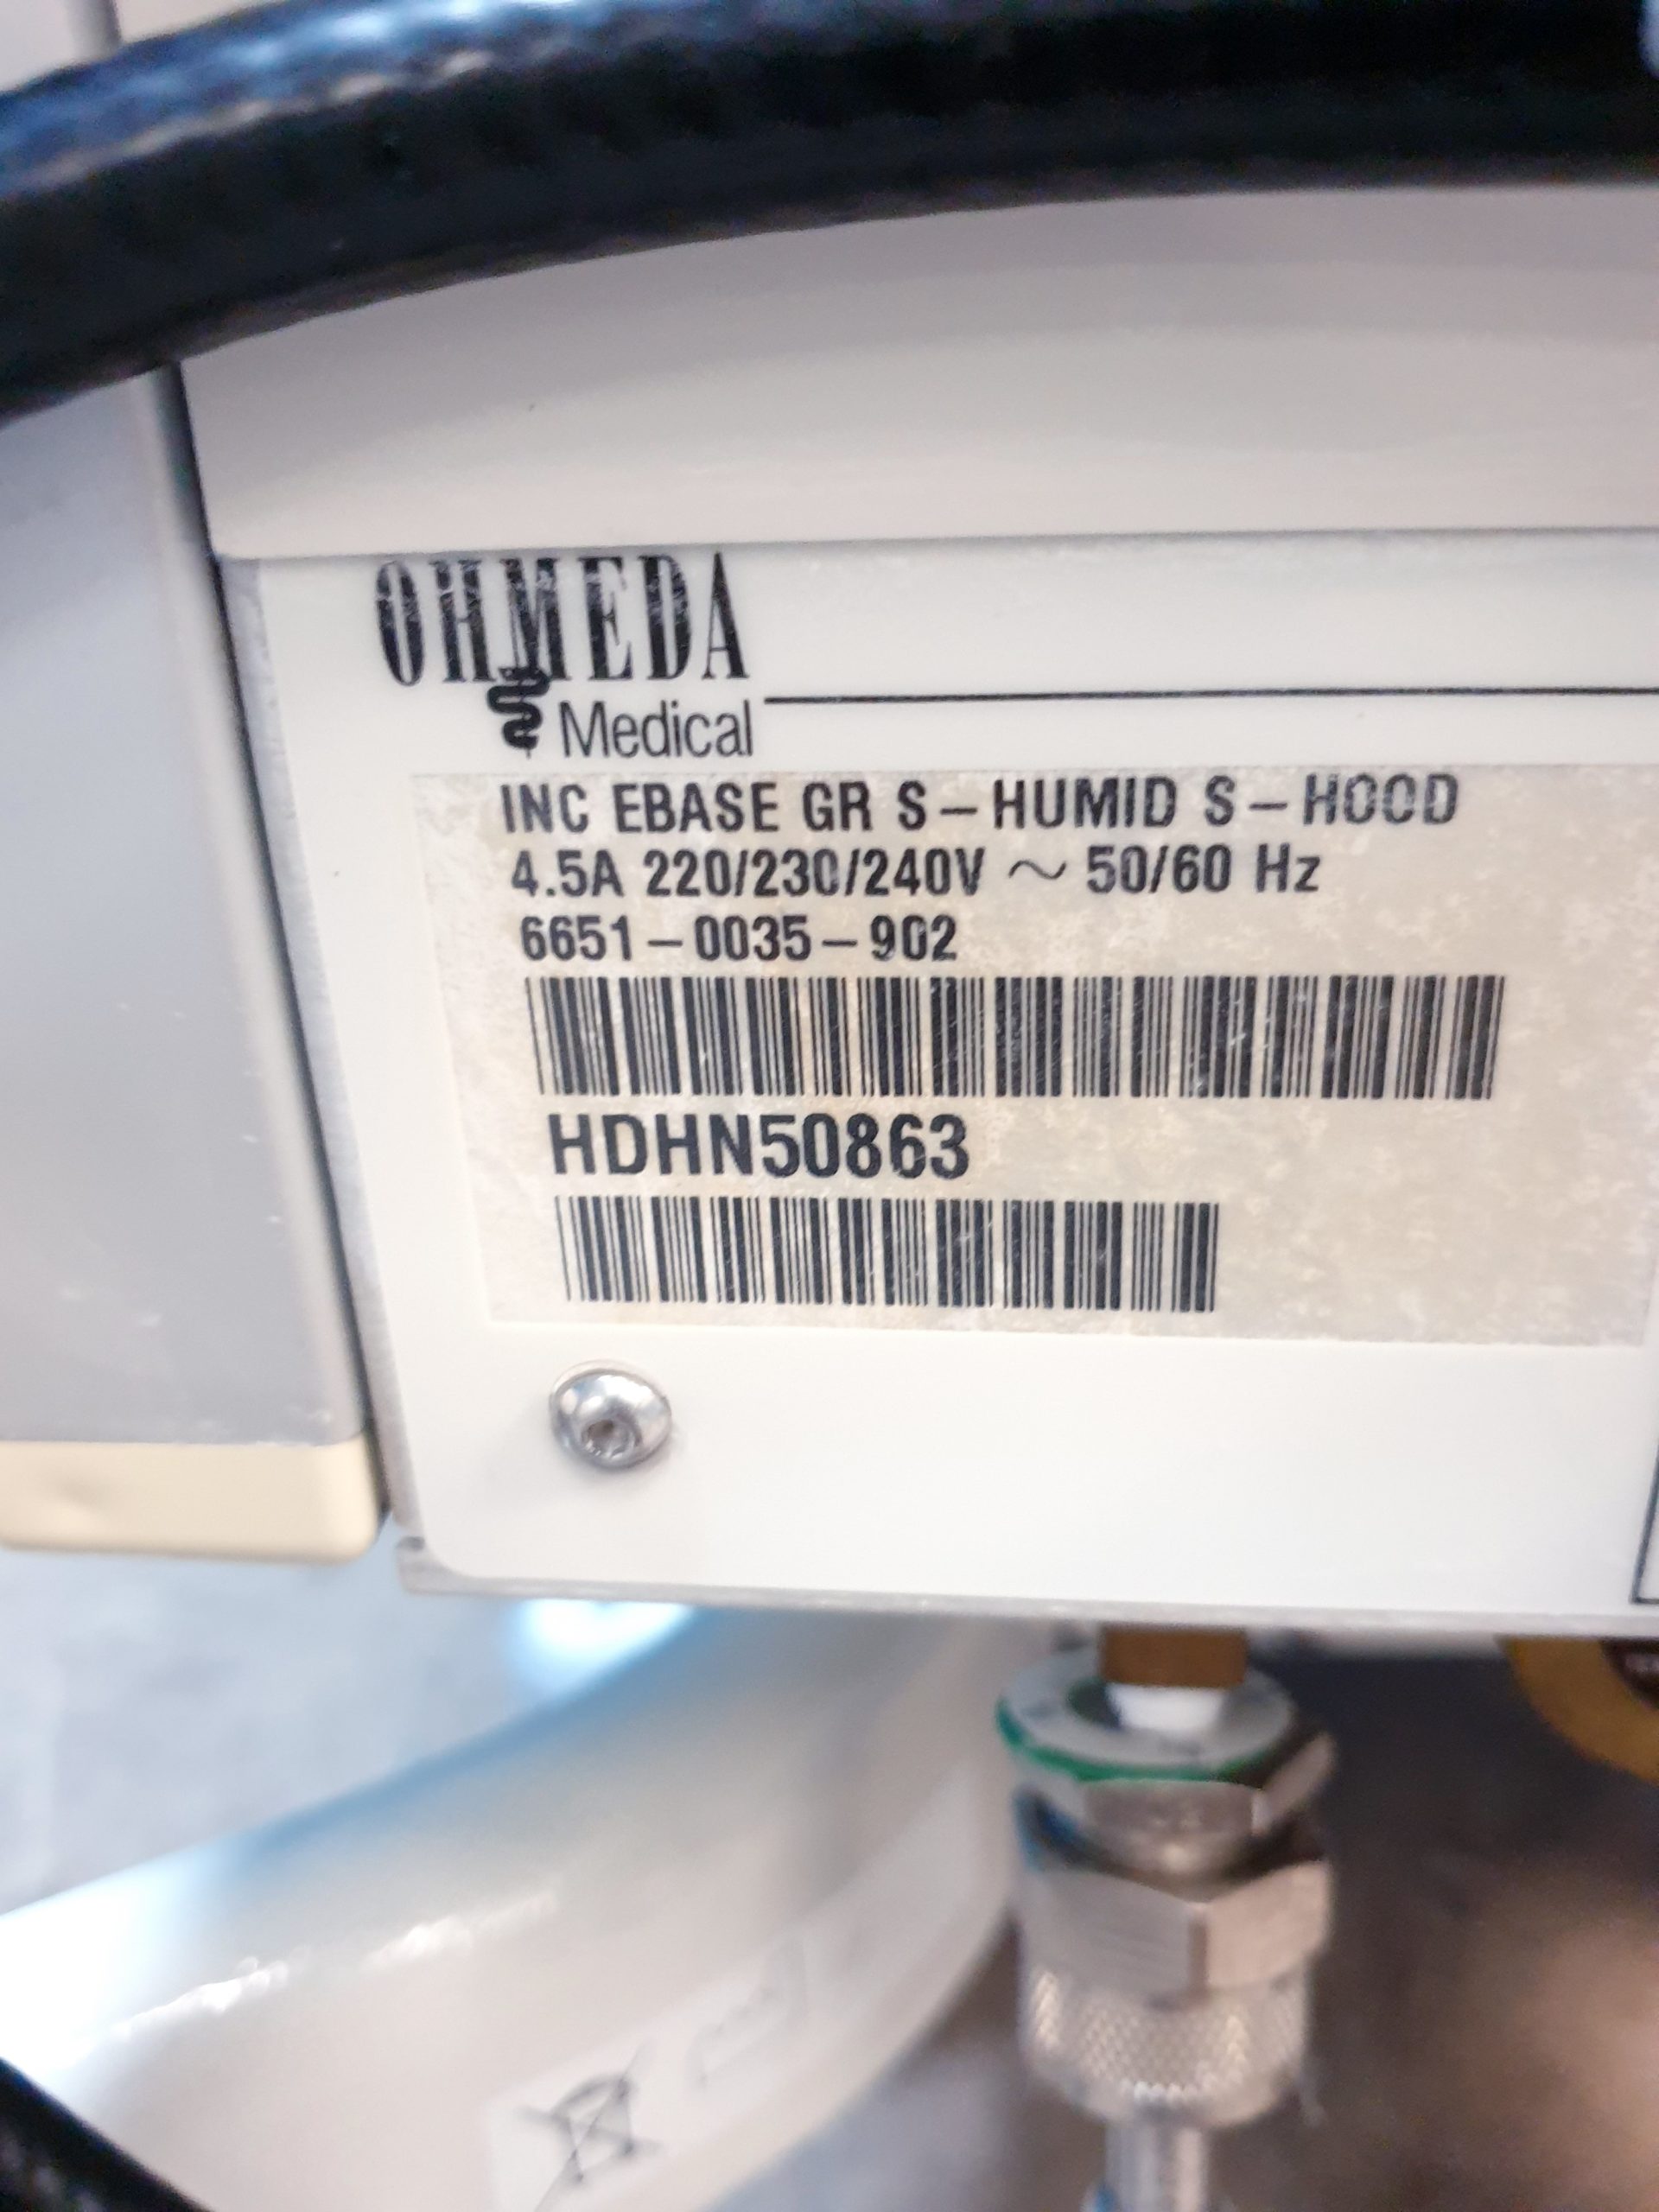 OHMEDA
Medical
INC EBASE GR S-HUMID S-HOOD
4.5A 220/230/240V ~ 50/60 Hz
6651-0035-902
HDHN50863